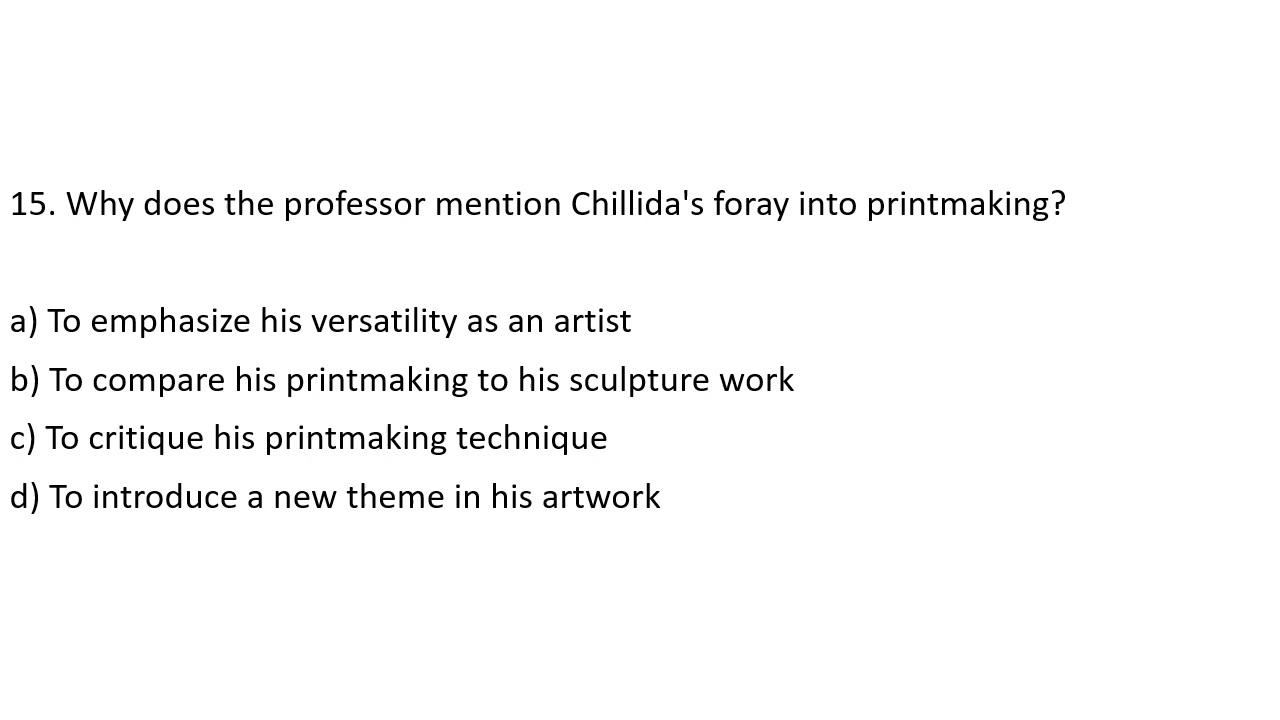 15. Why does the professor mention Chillida's foray into printmaking?
a) To emphasize his versatility as an artist
b) To compare his printmaking to his sculpture work
c) To critique his printmaking technique
d) To introduce a new theme in his artwork